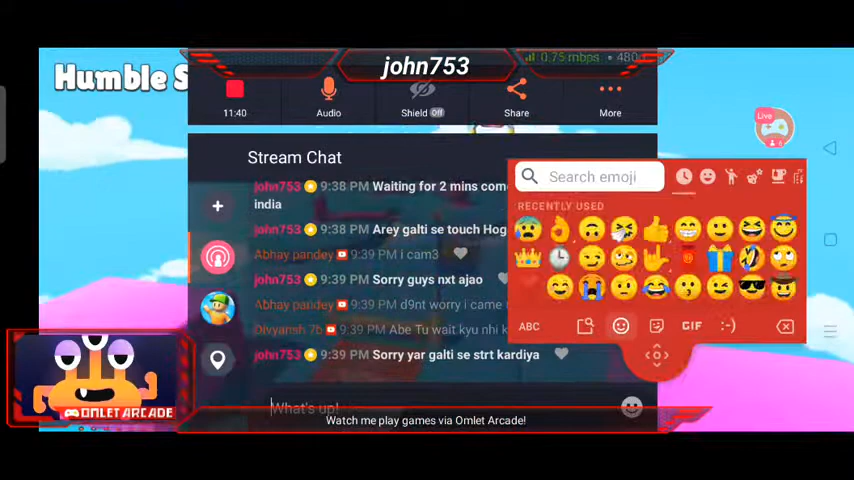 Humble S
john753
0.75 mbps • 480
11:40
Audio
Shield Off
Share
More
Live
Stream Chat
john753 9:38 PM Waiting for 2 mins com
india
john753 9:38 PM Arey galti se touch Hog
Abhay pandey 9:39 PM i cam3
john753 9:39 PM Sorry guys nxt ajao
Abhay pandey 9:39 PM d9nt worry i came
Divyansh 7b 9:39 PM Abe Tu wait kyu nhi k
john753 9:39 PM Sorry yar galti se strt kardiya
What's up!
Search emoji
RECENTLY USED
ABC
GIF
:-)
OMLET ARCADE
Watch me play games via Omlet Arcade!